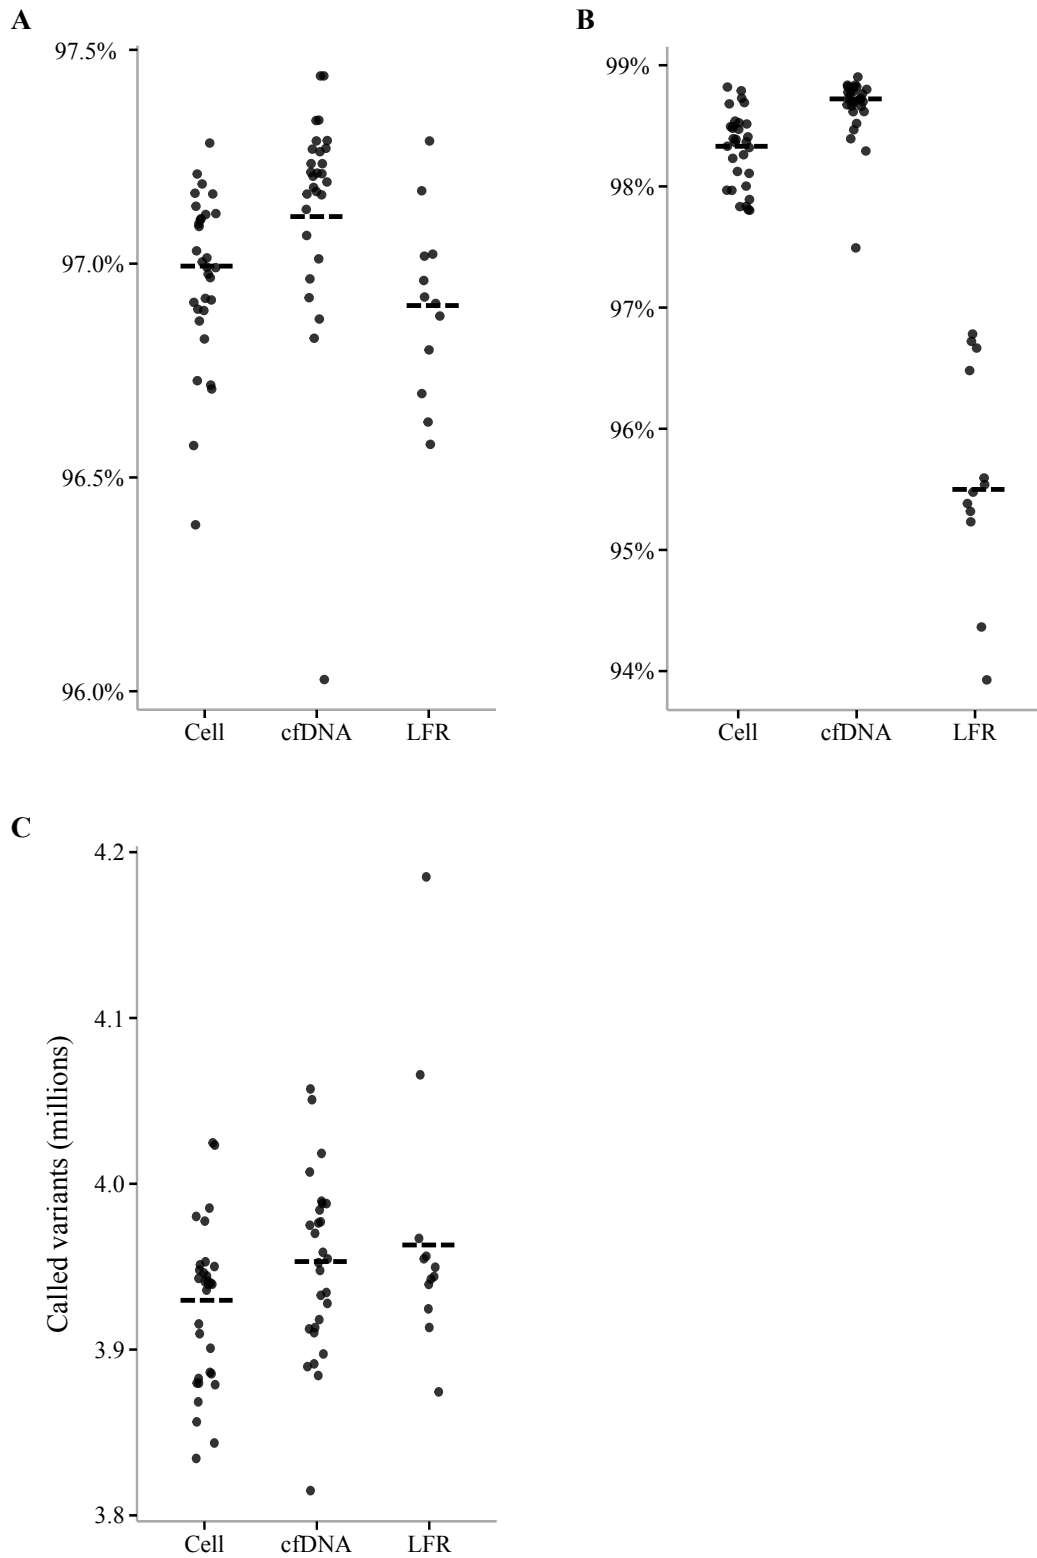 A
97.5%
97.0%
96.5%
96.0%
Cell cfDNA LFR
B
99%
98%
97%
96%
95%
94%
Cell cfDNA LFR
C
Called variants (millions)
4.2
4.1
4.0
3.9
3.8
Cell cfDNA LFR